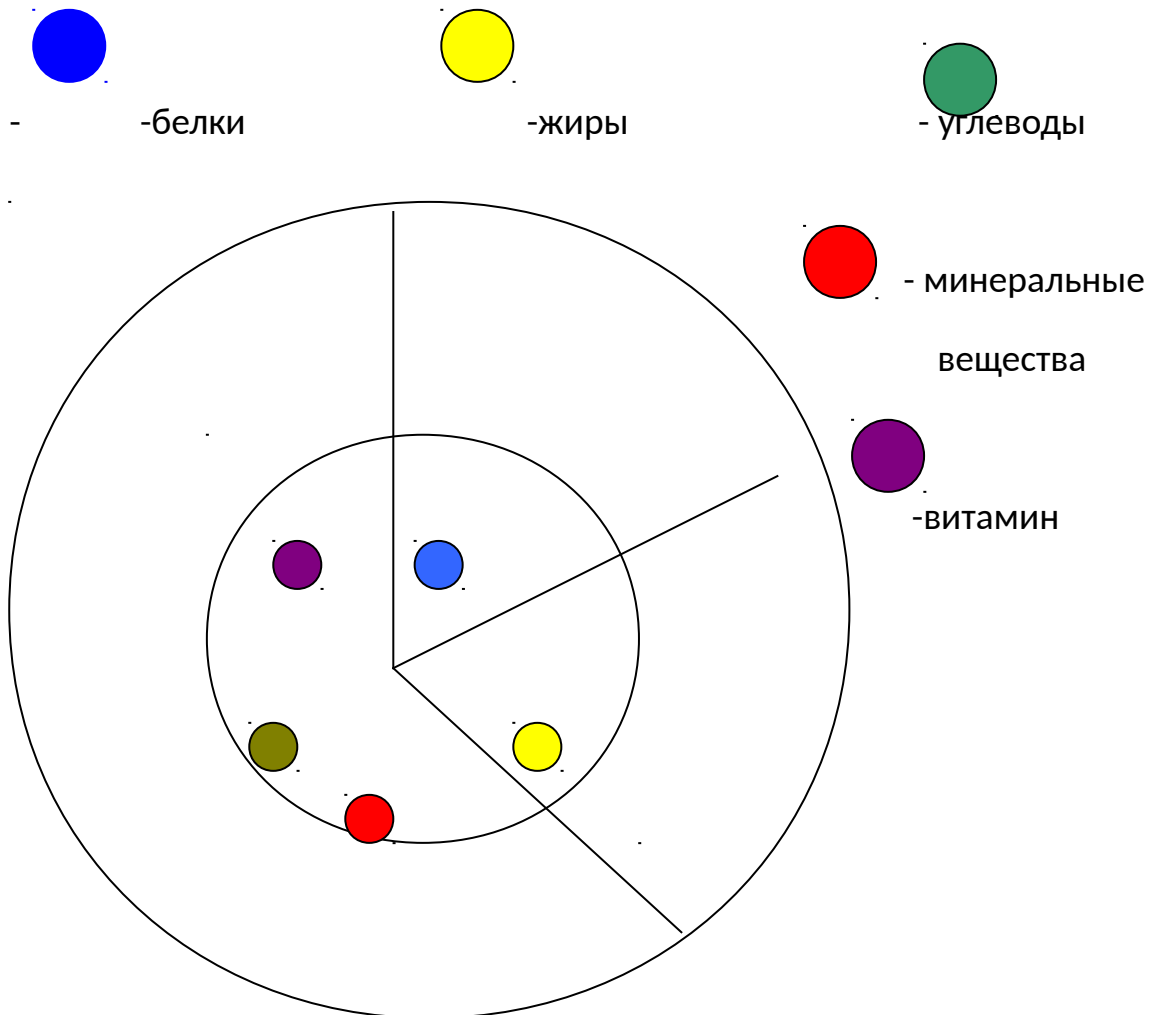 -            -белки                              -жиры                              - углеводы
- минеральные
вещества
-витамин